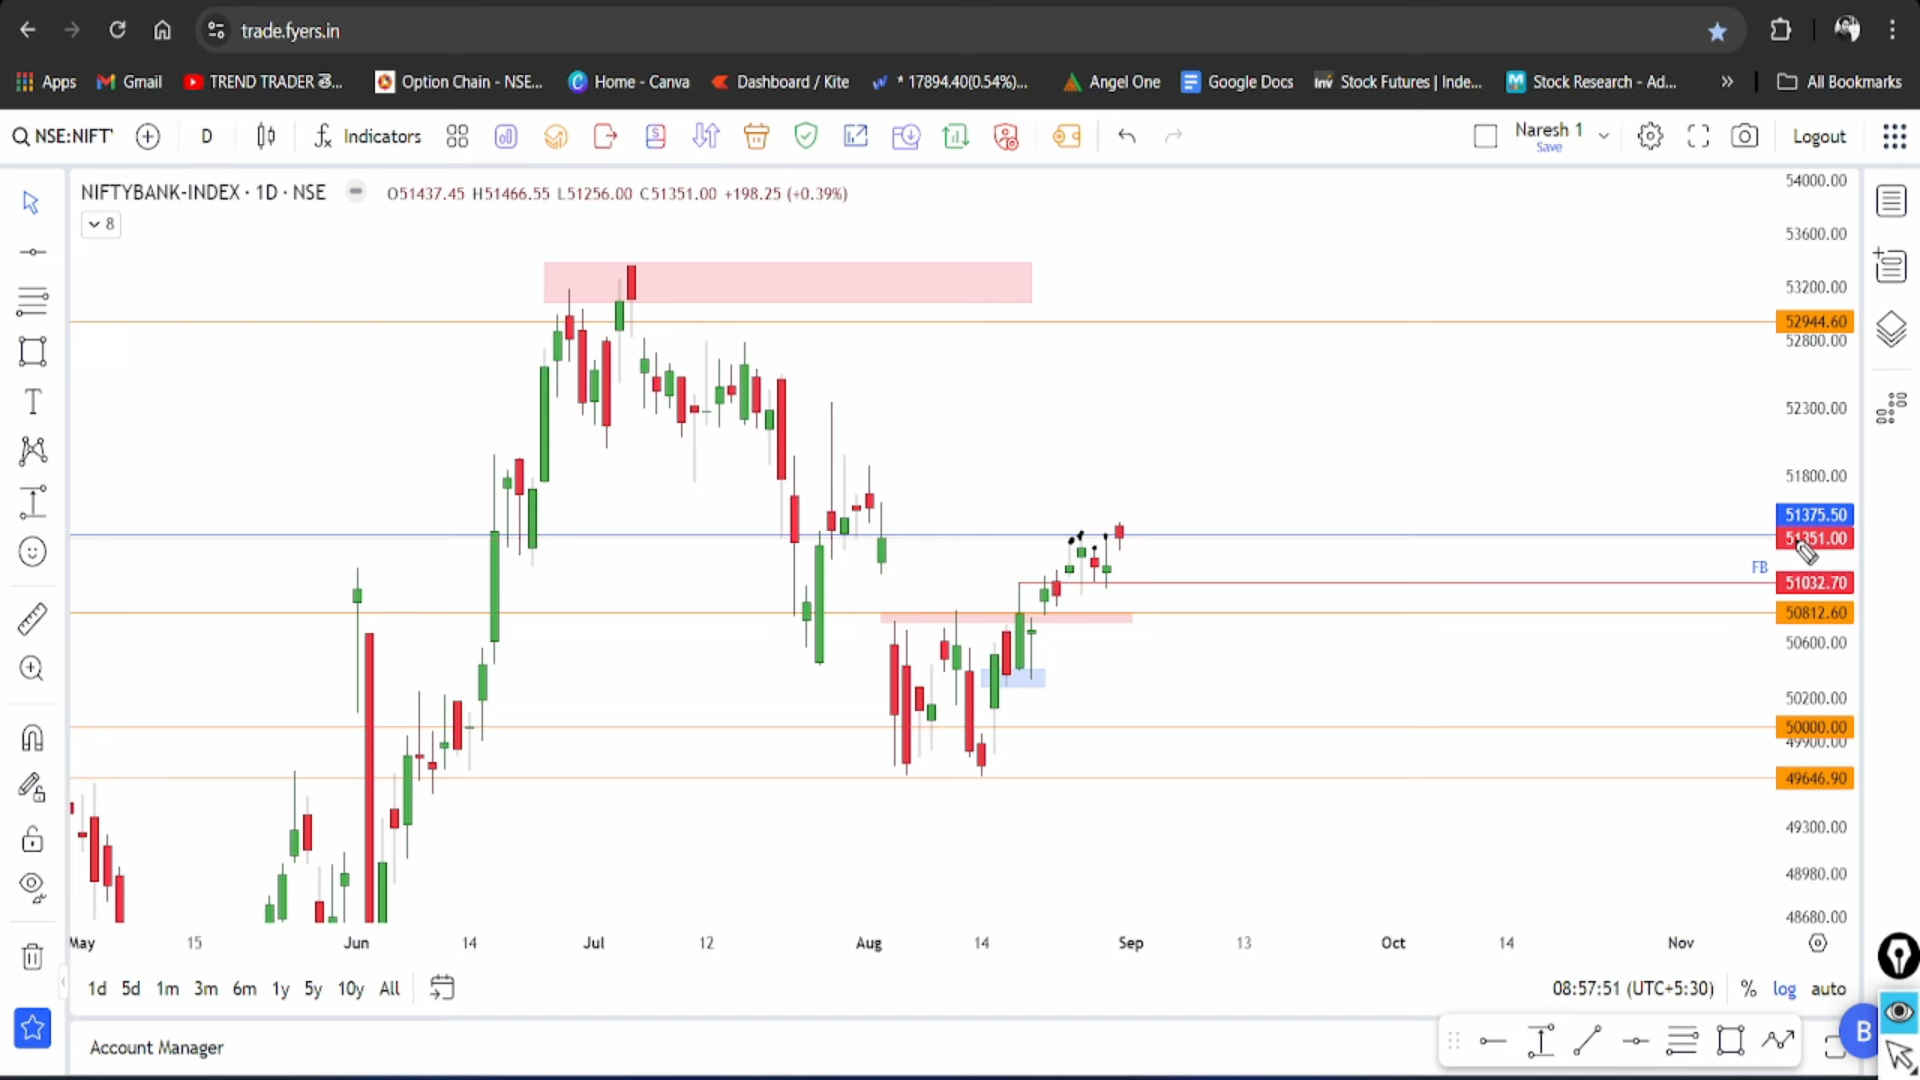 trade.fyers.in
Apps Gmail TREND TRADER తె... Option Chain - NSE... Home - Canva Dashboard / Kite * 17894.40(0.54%)... Angel One Google Docs Inv Stock Futures | Inde... Stock Research - Ad... » All Bookmarks
NSE:NIFT' D Indicators Naresh 1 Save Logout
NIFTYBANK-INDEX · 1D · NSE O51437.45 H51466.55 L51256.00 C51351.00 +198.25 (+0.39%)
8
54000.00
53600.00
53200.00
52944.60
52800.00
52300.00
51800.00
51375.50
51351.00
FB
51032.70
50812.60
50600.00
50200.00
50000.00
49900.00
49646.90
49300.00
48980.00
48680.00
May 15 Jun 14 Jul 12 Aug 14 Sep 13 Oct 14 Nov
1d 5d 1m 3m 6m 1y 5y 10y All 08:57:51 (UTC+5:30) % log auto
B
Account Manager